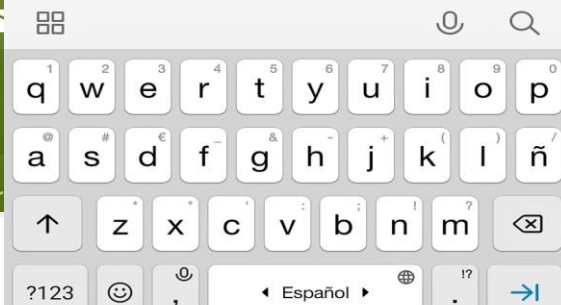 1 2 3 4 5 6 7 8 9 0
q w e r t y u i o p
@ # € _ & - + ( ) /
a s d f g h j k l ñ
* " ' : ; ! ?
z x c v b n m
!?
?123 , ◂ Español ▸ .